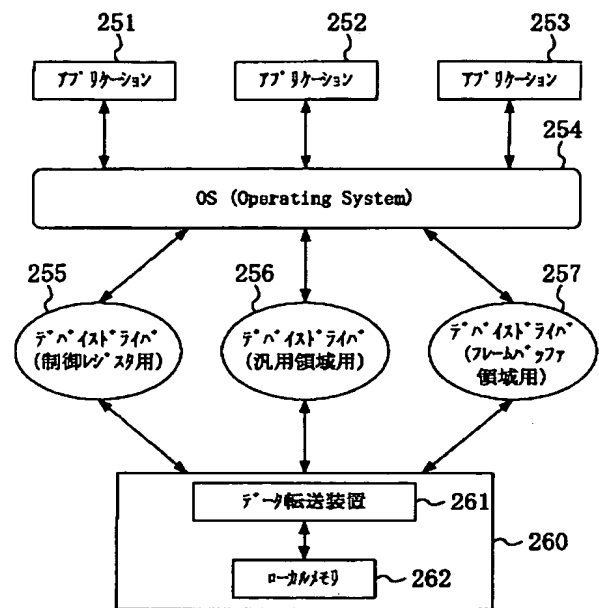 251
252
253
ｱﾌﾟﾘｹｰｼｮﾝ
ｱﾌﾟﾘｹｰｼｮﾝ
ｱﾌﾟﾘｹｰｼｮﾝ
254
OS (Operating System)
255
256
257
ﾃﾞﾊﾞｲｽﾄﾞﾗｲﾊﾞ
(制御ﾚｼﾞｽﾀ用)
ﾃﾞﾊﾞｲｽﾄﾞﾗｲﾊﾞ
(汎用領域用)
ﾃﾞﾊﾞｲｽﾄﾞﾗｲﾊﾞ
(ﾌﾚｰﾑﾊﾞｯﾌｧ
領域用)
ﾃﾞｰﾀ転送装置
261
260
ﾛｰｶﾙﾒﾓﾘ
262